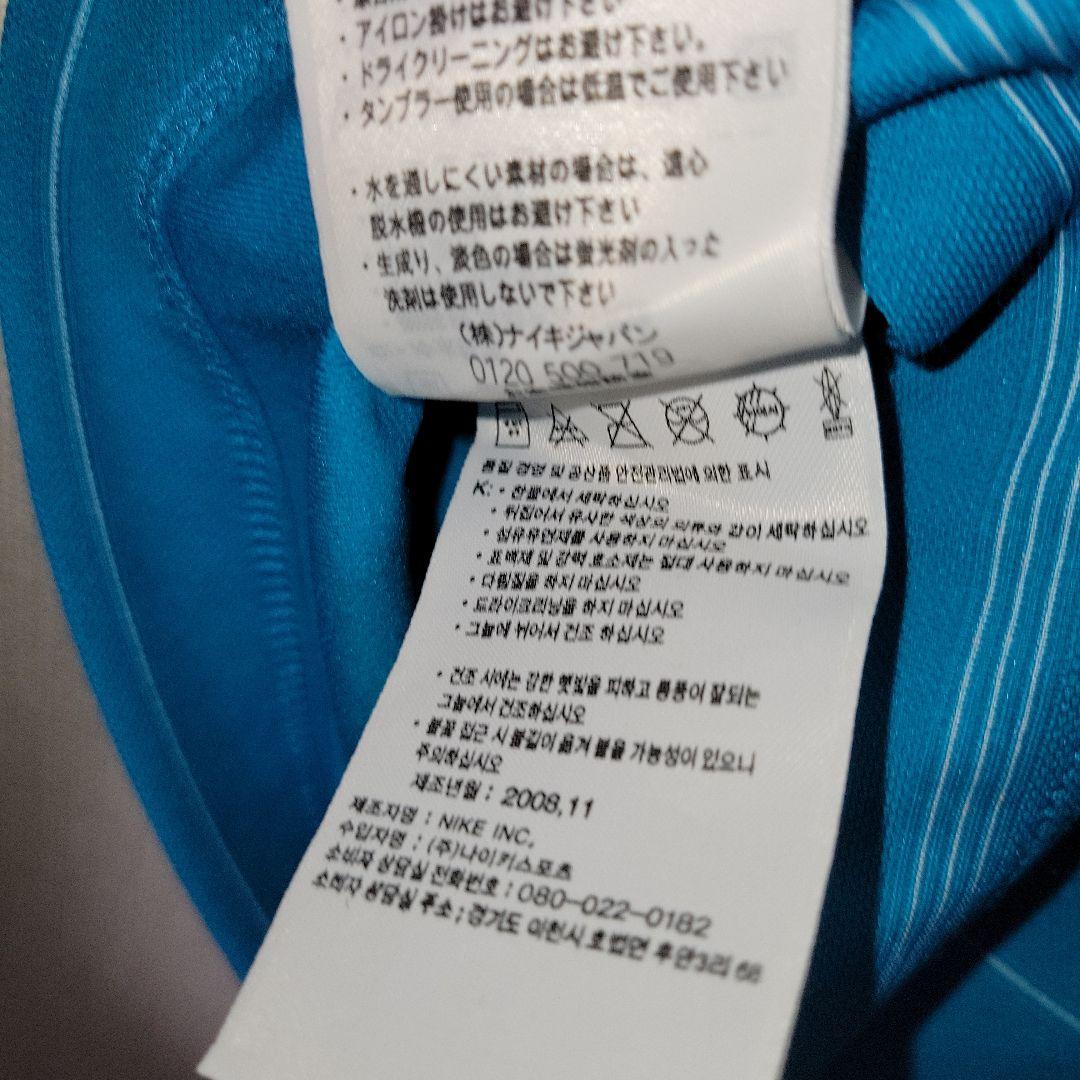 ・アイロン掛けはお避け下さい
・ドライクリーニングはお避け下さい。
・タンブラー使用の場合は低温でご使用下さい
・水を通しにくい素材の場合は、遠心
脱水機の使用はお避け下さい
・生成り、淡色の場合は蛍光剤の入った
洗剤は使用しないで下さい
(株)ナイキジャパン
0120 500 719
품질 경영 및 공산품 안전관리법에 의한 표시
K: • 찬물에서 세탁하십시오
• 뒤집어서 유사한 색상의 의류와 같이 세탁하십시오
• 섬유유연제를 사용하지 마십시오
• 표백제 및 강력 효소제는 절대 사용하지 마십시오
• 다림질을 하지 마십시오
• 드라이크리닝을 하지 마십시오
• 그늘에 뉘어서 건조 하십시오
• 건조 시에는 강한 햇빛을 피하고 통풍이 잘되는
그늘에서 건조하십시오
• 불꽃 접근 시 불길이 옮겨 붙을 가능성이 있으니
주의하십시오
제조년월 : 2008.11
제조자명 : NIKE INC.
수입자명 : (주)나이키스포츠
소비자 상담실 전화번호 : 080-022-0182
소비자 상담실 주소 ; 경기도 이천시 호법면 후안3리 68